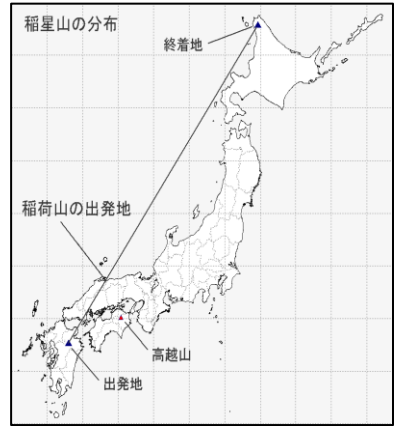 稲星山の分布
終着地
稲荷山の出発地
高越山
出発地